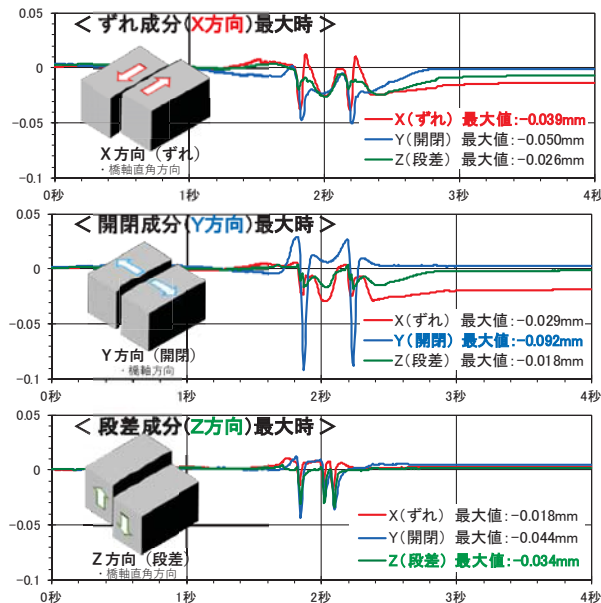 < ずれ成分(X方向)最大時 >
0.05
0
-0.05
-0.1
X方向（ずれ）
・橋軸直角方向
X（ずれ） 最大値：-0.039mm
Y（開閉） 最大値：-0.050mm
Z（段差） 最大値：-0.026mm
0秒 1秒 2秒 3秒 4秒
< 開閉成分(Y方向)最大時 >
0.05
0
-0.05
-0.1
Y方向（開閉）
・橋軸方向
X（ずれ） 最大値：-0.029mm
Y（開閉） 最大値：-0.092mm
Z（段差） 最大値：-0.018mm
0秒 1秒 2秒 3秒 4秒
< 段差成分(Z方向)最大時 >
0.05
0
-0.05
-0.1
Z方向（段差）
・橋軸直角方向
X（ずれ） 最大値：-0.018mm
Y（開閉） 最大値：-0.044mm
Z（段差） 最大値：-0.034mm
0秒 1秒 2秒 3秒 4秒